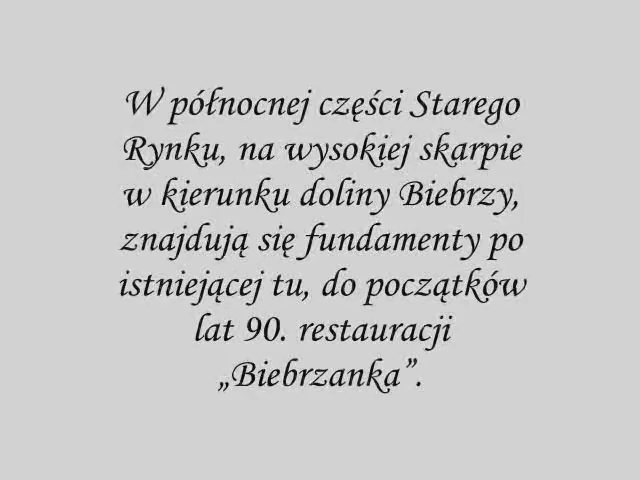 W północnej części Starego
Rynku, na wysokiej skarpie
w kierunku doliny Biebrzy,
znajdują się fundamenty po
istniejącej tu, do początków
lat 90. restauracji
„Biebrzanka”.